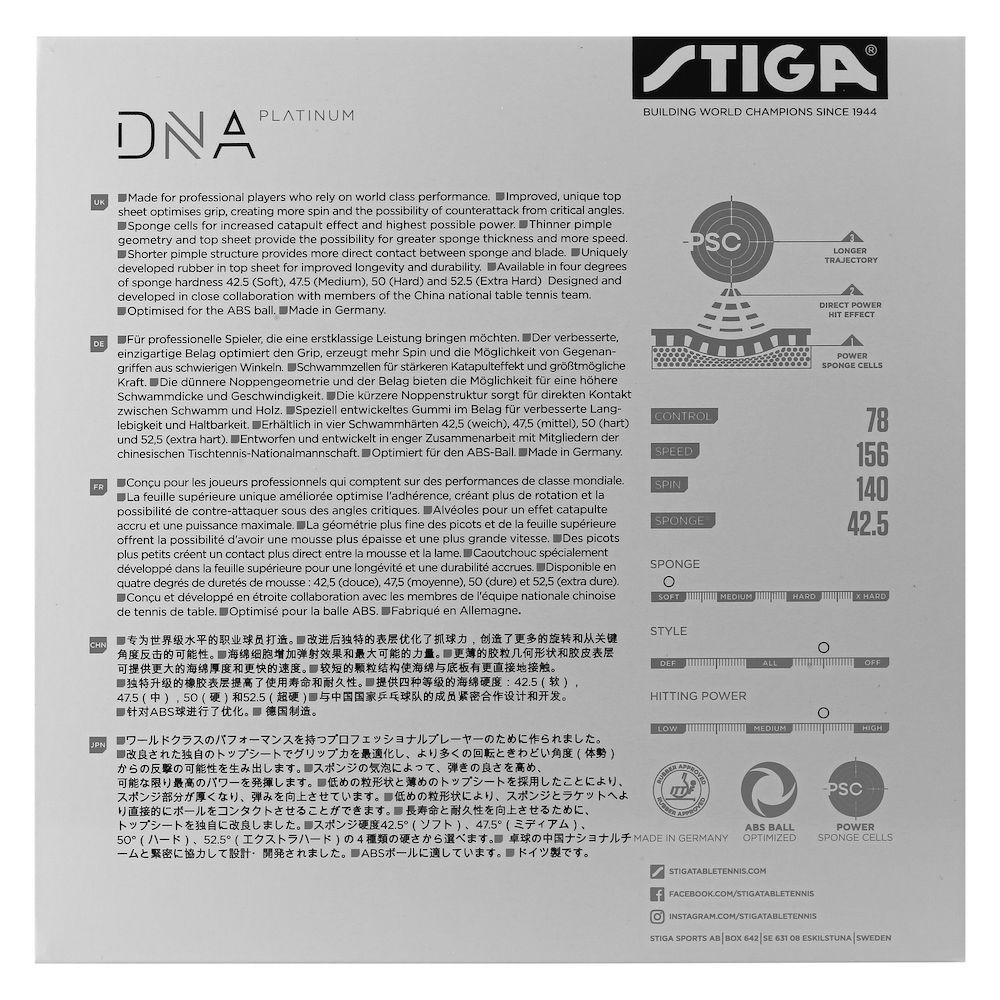 STIGA®
BUILDING WORLD CHAMPIONS SINCE 1944
DNA PLATINUM
UK
Made for professional players who rely on world class performance. Improved, unique top
sheet optimises grip, creating more spin and the possibility of counterattack from critical angles.
Sponge cells for increased catapult effect and highest possible power. Thinner pimple
geometry and top sheet provide the possibility for greater sponge thickness and more speed.
Shorter pimple structure provides more direct contact between sponge and blade. Uniquely
developed rubber in top sheet for improved longevity and durability. Available in four degrees
of sponge hardness 42.5 (Soft), 47.5 (Medium), 50 (Hard) and 52.5 (Extra Hard) Designed and
developed in close collaboration with members of the China national table tennis team.
Optimised for the ABS ball. Made in Germany.
DE
Für professionelle Spieler, die eine erstklassige Leistung bringen möchten. Der verbesserte,
einzigartige Belag optimiert den Grip, erzeugt mehr Spin und die Möglichkeit von Gegenan-
griffen aus schwierigen Winkeln. Schwammzellen für stärkeren Katapulteffekt und größtmögliche
Kraft. Die dünnere Noppengeometrie und der Belag bieten die Möglichkeit für eine höhere
Schwammdicke und Geschwindigkeit. Die kürzere Noppenstruktur sorgt für direkten Kontakt
zwischen Schwamm und Holz. Speziell entwickeltes Gummi im Belag für verbesserte Lang-
lebigkeit und Haltbarkeit. Erhältlich in vier Schwammhärten 42,5 (weich), 47,5 (mittel), 50 (hart)
und 52,5 (extra hart). Entworfen und entwickelt in enger Zusammenarbeit mit Mitgliedern der
chinesischen Tischtennis-Nationalmannschaft. Optimiert für den ABS-Ball. Made in Germany.
FR
Conçu pour les joueurs professionnels qui comptent sur des performances de classe mondiale.
La feuille supérieure unique améliorée optimise l'adhérence, créant plus de rotation et la
possibilité de contre-attaquer sous des angles critiques. Alvéoles pour un effet catapulte
accru et une puissance maximale. La géométrie plus fine des picots et de la feuille supérieure
offrent la possibilité d'avoir une mousse plus épaisse et une plus grande vitesse. Des picots
plus petits créent un contact plus direct entre la mousse et la lame. Caoutchouc spécialement
développé dans la feuille supérieure pour une longévité et une durabilité accrues. Disponible en
quatre degrés de duretés de mousse : 42,5 (douce), 47,5 (moyenne), 50 (dure) et 52,5 (extra dure).
Conçu et développé en étroite collaboration avec les membres de l'équipe nationale chinoise
de tennis de table. Optimisé pour la balle ABS. Fabriqué en Allemagne.
CHN
专为世界级水平的职业球员打造。改进后独特的表层优化了抓球力，创造了更多的旋转和从关键
角度反击的可能性。海绵细胞增加弹射效果和最大可能的力量。更薄的胶粒几何形状和胶皮表层
可提供更大的海绵厚度和更快的速度。较短的颗粒结构使海绵与底板有更直接地接触。
独特升级的橡胶表层提高了使用寿命和耐久性。提供四种等级的海绵硬度：42.5（软），
47.5（中），50（硬）和52.5（超硬）与中国国家乒乓球队的成员紧密合作设计和开发。
针对ABS球进行了优化。德国制造。
JPN
ワールドクラスのパフォーマンスを持つプロフェッショナルプレーヤーのために作られました。
改良された独自のトップシートでグリップ力を最適化し、より多くの回転ときわどい角度（体勢）
からの反撃の可能性を生み出します。スポンジの気泡によって、弾きの良さを高め、
可能な限り最高のパワーを発揮します。低めの粒形状と薄めのトップシートを採用したことにより、
スポンジ部分が厚くなり、弾みを向上させています。低めの粒形状により、スポンジとラケットへよ
り直接的にボールをコンタクトさせることができます。長寿命と耐久性を向上させるために、
トップシートを独自に改良しました。スポンジ硬度42.5°（ソフト）、47.5°（ミディアム）、
50°（ハード）、52.5°（エクストラハード）の4種類の硬さから選べます。卓球の中国ナショナルチ
ームと緊密に協力して設計・開発されました。ABSボールに適しています。ドイツ製です。
PSC
3
LONGER
TRAJECTORY
2
DIRECT POWER
HIT EFFECT
1
POWER
SPONGE CELLS
CONTROL 78
SPEED 156
SPIN 140
SPONGE° 42.5
SPONGE
SOFT MEDIUM HARD X HARD
STYLE
DEF ALL OFF
HITTING POWER
LOW MEDIUM HIGH
RUBBER APPROVED
ITTF
RUBBER APPROVED
MADE IN GERMANY
ABS BALL
OPTIMIZED
PSC
POWER
SPONGE CELLS
STIGATABLETENNIS.COM
FACEBOOK.COM/STIGATABLETENNIS
INSTAGRAM.COM/STIGATABLETENNIS
STIGA SPORTS AB|BOX 642|SE 631 08 ESKILSTUNA|SWEDEN